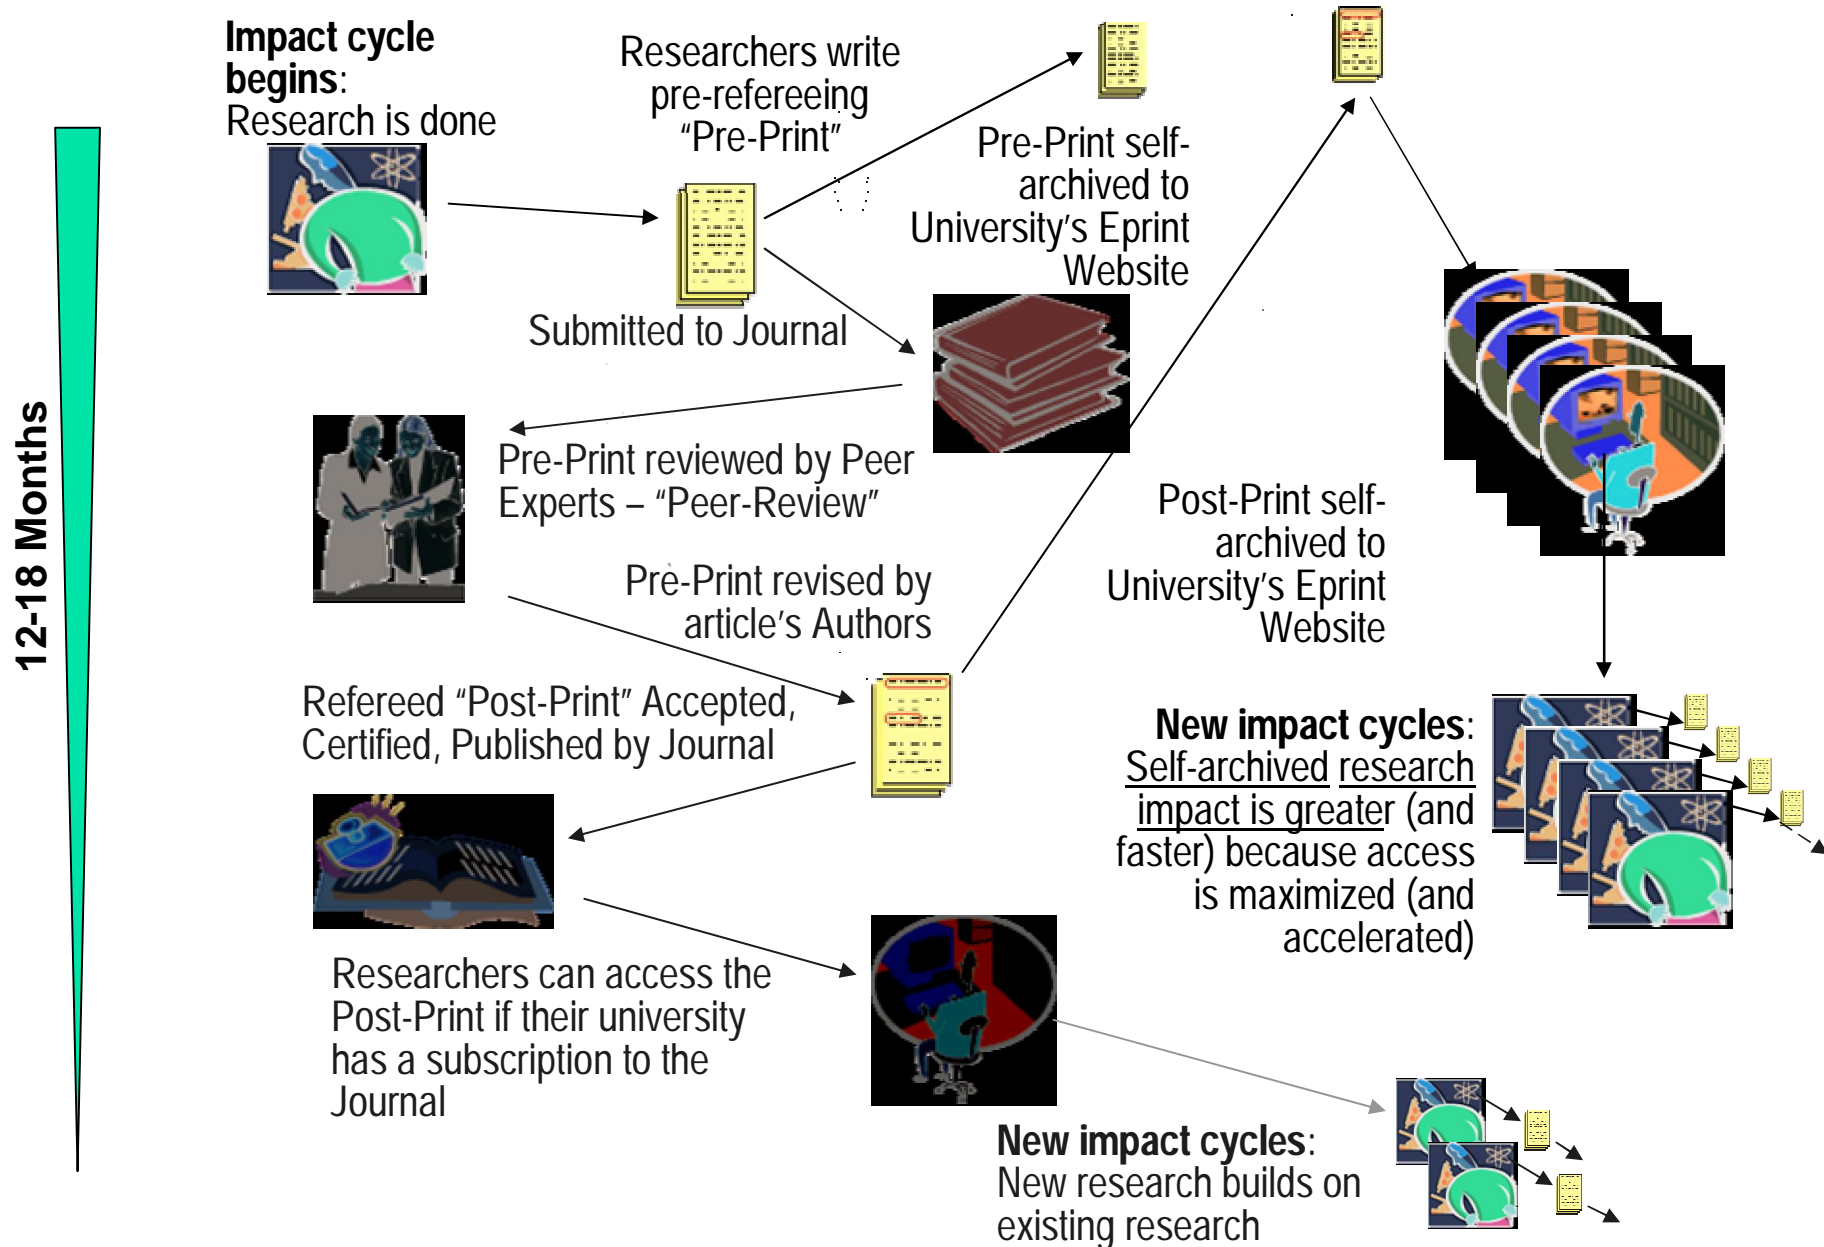 Impact cycle
begins:
Research is done
Researchers write
pre-refereeing
“Pre-Print”
Pre-Print self-
archived to
University’s Eprint
Website
Submitted to Journal
12-18 Months
Pre-Print reviewed by Peer
Experts – “Peer-Review”
Pre-Print revised by
article’s Authors
Post-Print self-
archived to
University’s Eprint
Website
Refereed “Post-Print” Accepted,
Certified, Published by Journal
New impact cycles:
Self-archived research
impact is greater (and
faster) because access
is maximized (and
accelerated)
Researchers can access the
Post-Print if their university
has a subscription to the
Journal
New impact cycles:
New research builds on
existing research